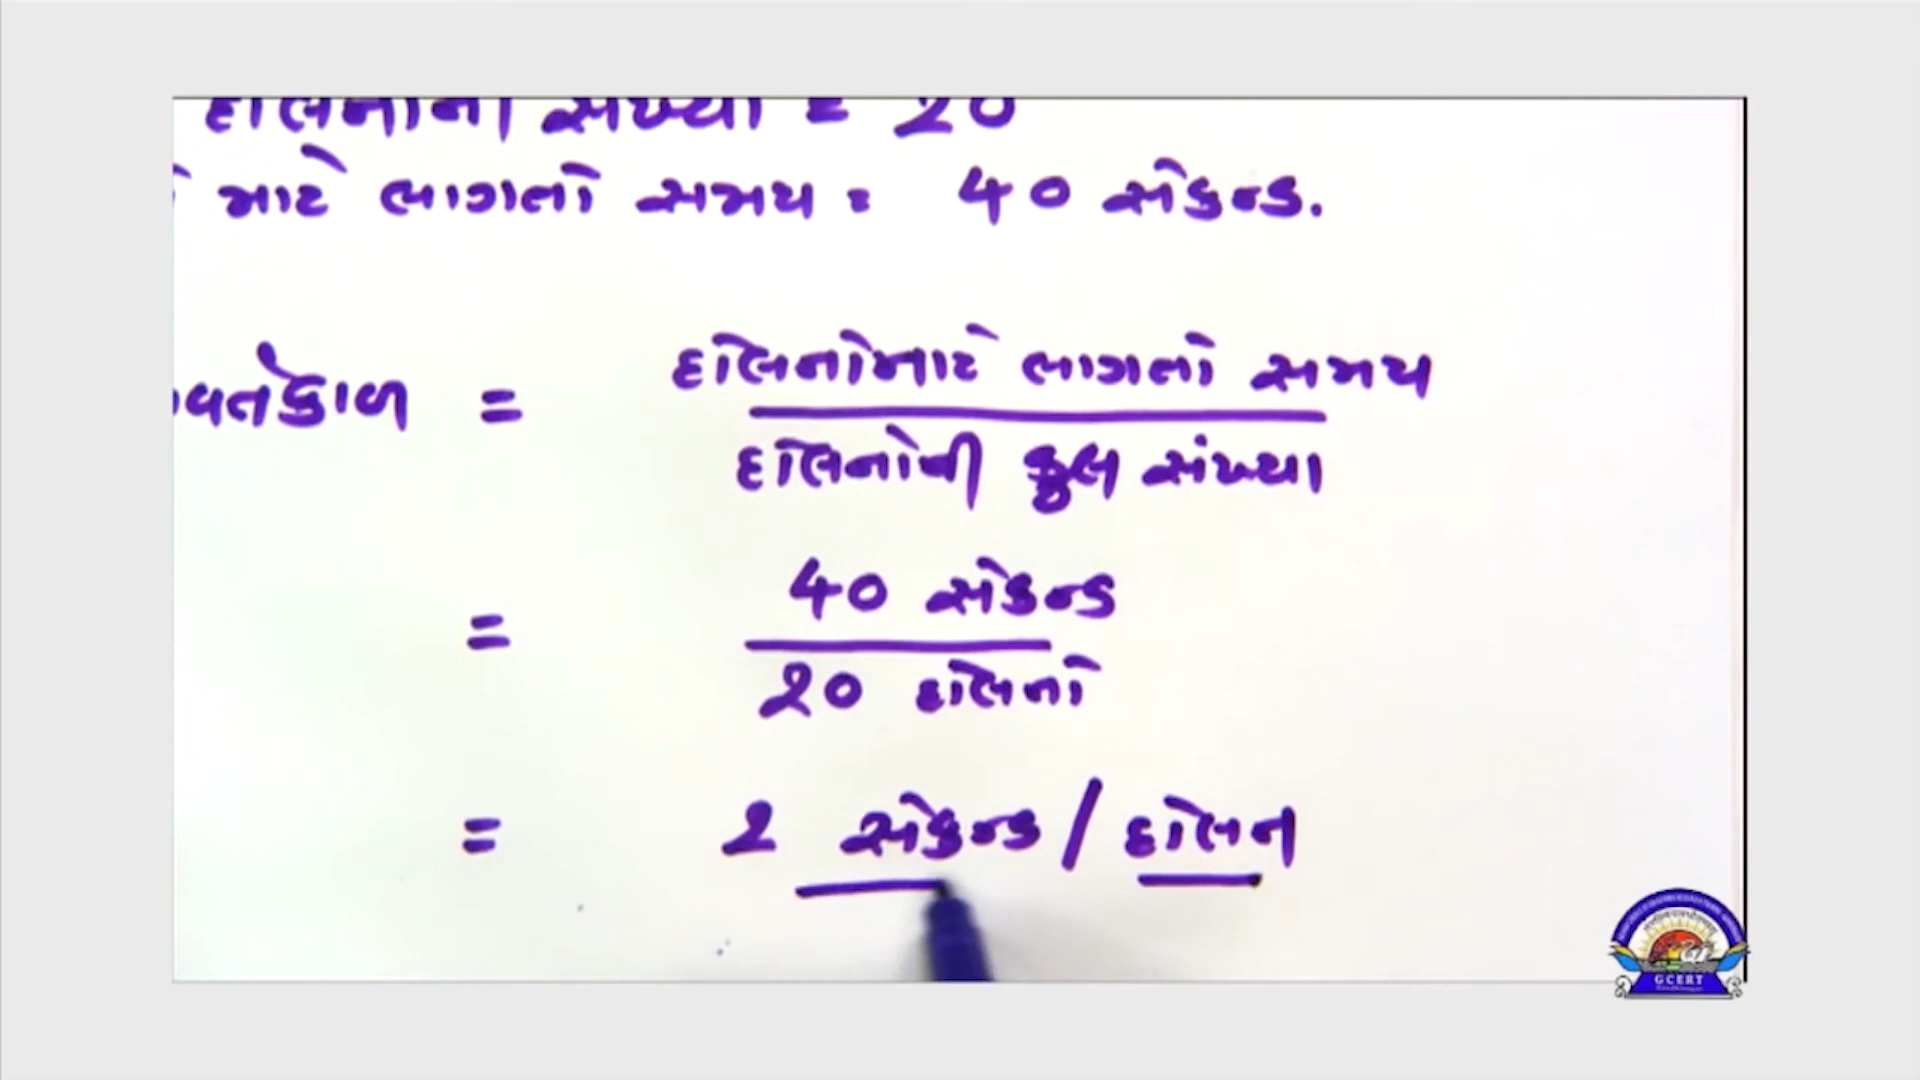 દોલનોની સંખ્યા = 20
માટે લાગતો સમય = 40 સેકન્ડ.
આવર્તકાળ = દોલનોમાટે લાગતો સમય
દોલનોની કુલ સંખ્યા
= 40 સેકન્ડ
20 દોલનો
= 2 સેકન્ડ / દોલન
GCERT